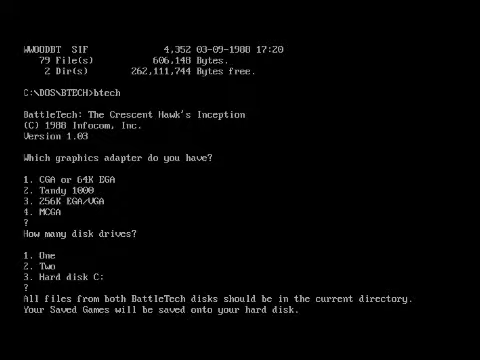 WWOODBT  SIF              4,352 03-09-1988 17:20
   79 File(s)           606,148 Bytes.
    2 Dir(s)        262,111,744 Bytes free.
C:\DOS\BTECH>btech
BattleTech: The Crescent Hawk's Inception
(C) 1988 Infocom, Inc.
Version 1.03
Which graphics adapter do you have?
1. CGA or 64K EGA
2. Tandy 1000
3. 256K EGA/VGA
4. MCGA
?
How many disk drives?
1. One
2. Two
3. Hard disk C:
?
All files from both BattleTech disks should be in the current directory.
Your Saved Games will be saved onto your hard disk.